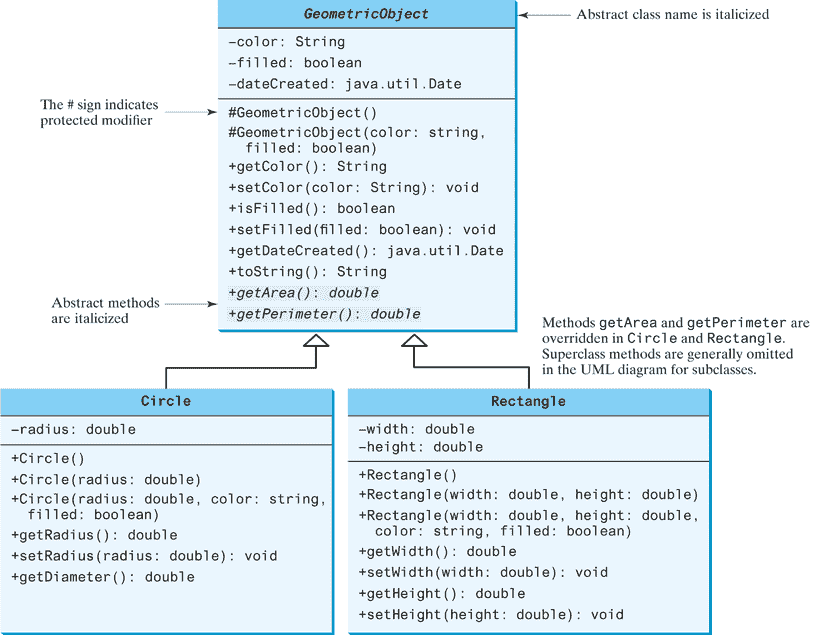 GeometricObject
Abstract class name is italicized
-color: String
-filled: boolean
-dateCreated: java.util.Date
The # sign indicates
protected modifier
#GeometricObject()
#GeometricObject(color: string,
filled: boolean)
+getColor(): String
+setColor(color: String): void
+isFilled(): boolean
+setFilled(filled: boolean): void
+getDateCreated(): java.util.Date
+toString(): String
Abstract methods
are italicized
+getArea(): double
+getPerimeter(): double
Methods getArea and getPerimeter are
overridden in Circle and Rectangle.
Superclass methods are generally omitted
in the UML diagram for subclasses.
Circle
-radius: double
+Circle()
+Circle(radius: double)
+Circle(radius: double, color: string,
filled: boolean)
+getRadius(): double
+setRadius(radius: double): void
+getDiameter(): double
Rectangle
-width: double
-height: double
+Rectangle()
+Rectangle(width: double, height: double)
+Rectangle(width: double, height: double,
color: string, filled: boolean)
+getWidth(): double
+setWidth(width: double): void
+getHeight(): double
+setHeight(height: double): void